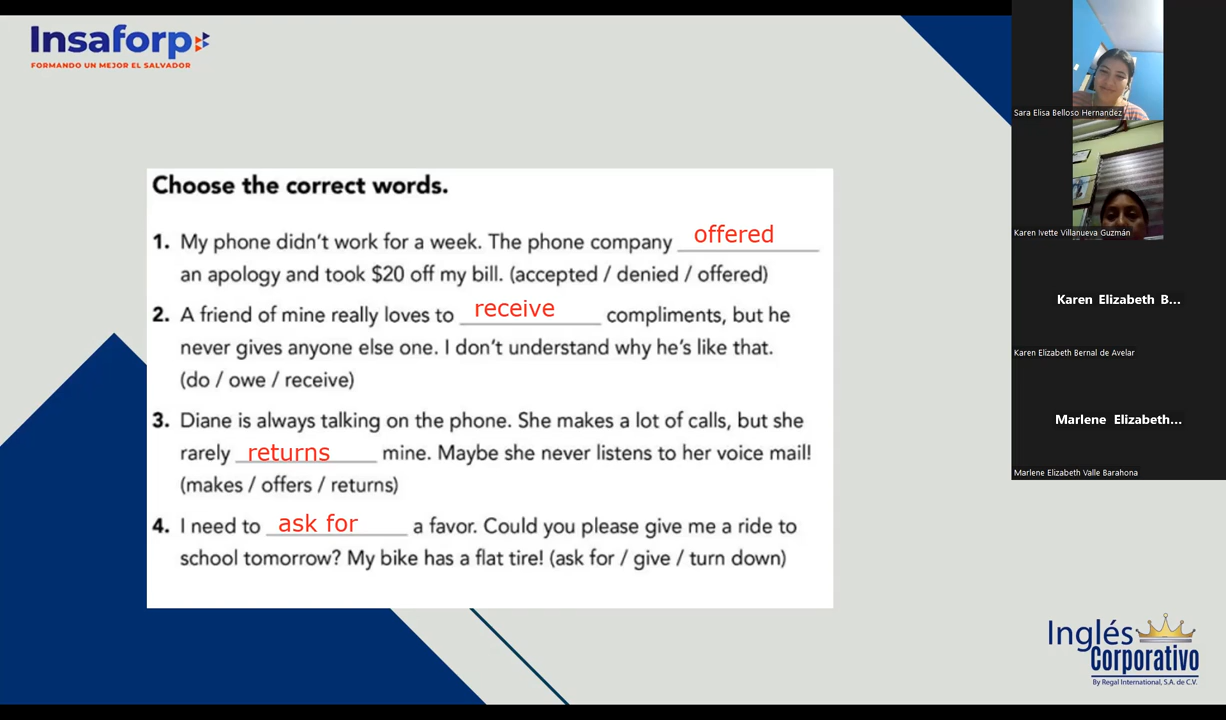 Insaforp
FORMANDO UN MEJOR EL SALVADOR
Choose the correct words.
1. My phone didn't work for a week. The phone company offered
an apology and took $20 off my bill. (accepted / denied / offered)
2. A friend of mine really loves to receive compliments, but he
never gives anyone else one. I don't understand why he's like that.
(do / owe / receive)
3. Diane is always talking on the phone. She makes a lot of calls, but she
rarely returns mine. Maybe she never listens to her voice mail!
(makes / offers / returns)
4. I need to ask for a favor. Could you please give me a ride to
school tomorrow? My bike has a flat tire! (ask for / give / turn down)
Sara Elisa Belloso Hernandez
Karen Ivette Villanueva Guzmán
Karen Elizabeth B...
Karen Elizabeth Bernal de Avelar
Marlene Elizabeth...
Marlene Elizabeth Valle Barahona
Inglés
Corporativo
By Regal International, S.A. de C.V.